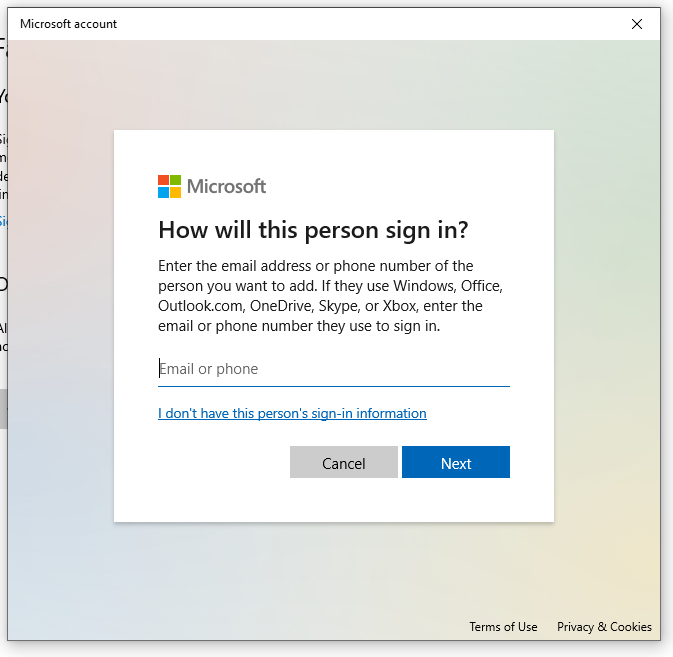 Microsoft account
Microsoft
How will this person sign in?
Enter the email address or phone number of the
person you want to add. If they use Windows, Office,
Outlook.com, OneDrive, Skype, or Xbox, enter the
email or phone number they use to sign in.
Email or phone
I don't have this person's sign-in information
Cancel
Next
Terms of Use
Privacy & Cookies